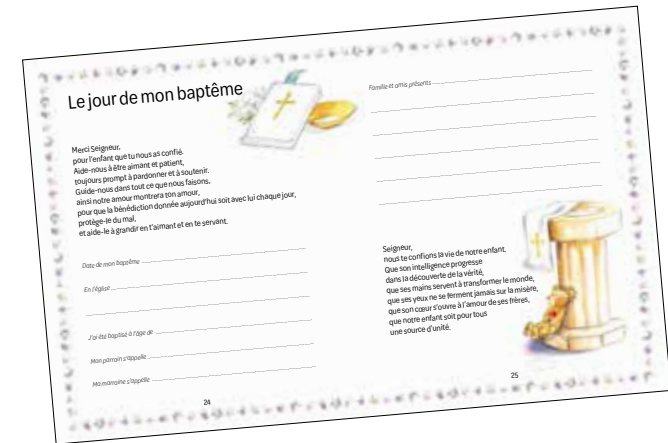 Le jour de mon baptême
Merci Seigneur,
pour l'enfant que tu nous as confié.
Aide-nous à être aimant et patient,
toujours prompt à pardonner et à soutenir.
Guide-nous dans tout ce que nous faisons,
ainsi notre amour montrera ton amour,
pour que la bénédiction donnée aujourd'hui soit avec lui chaque jour,
protège-le du mal,
et aide-le à grandir en t'aimant et en te servant.
Date de mon baptême
En l'église
J'ai été baptisé à l'âge de
Mon parrain s'appelle
Ma marraine s'appelle
24
Famille et amis présents
Seigneur,
nous te confions la vie de notre enfant.
Que son intelligence progresse
dans la découverte de la vérité,
que ses mains servent à transformer le monde,
que ses yeux ne se ferment jamais sur la misère,
que son cœur s'ouvre à l'amour de ses frères,
que notre enfant soit pour tous
une source d'unité.
25